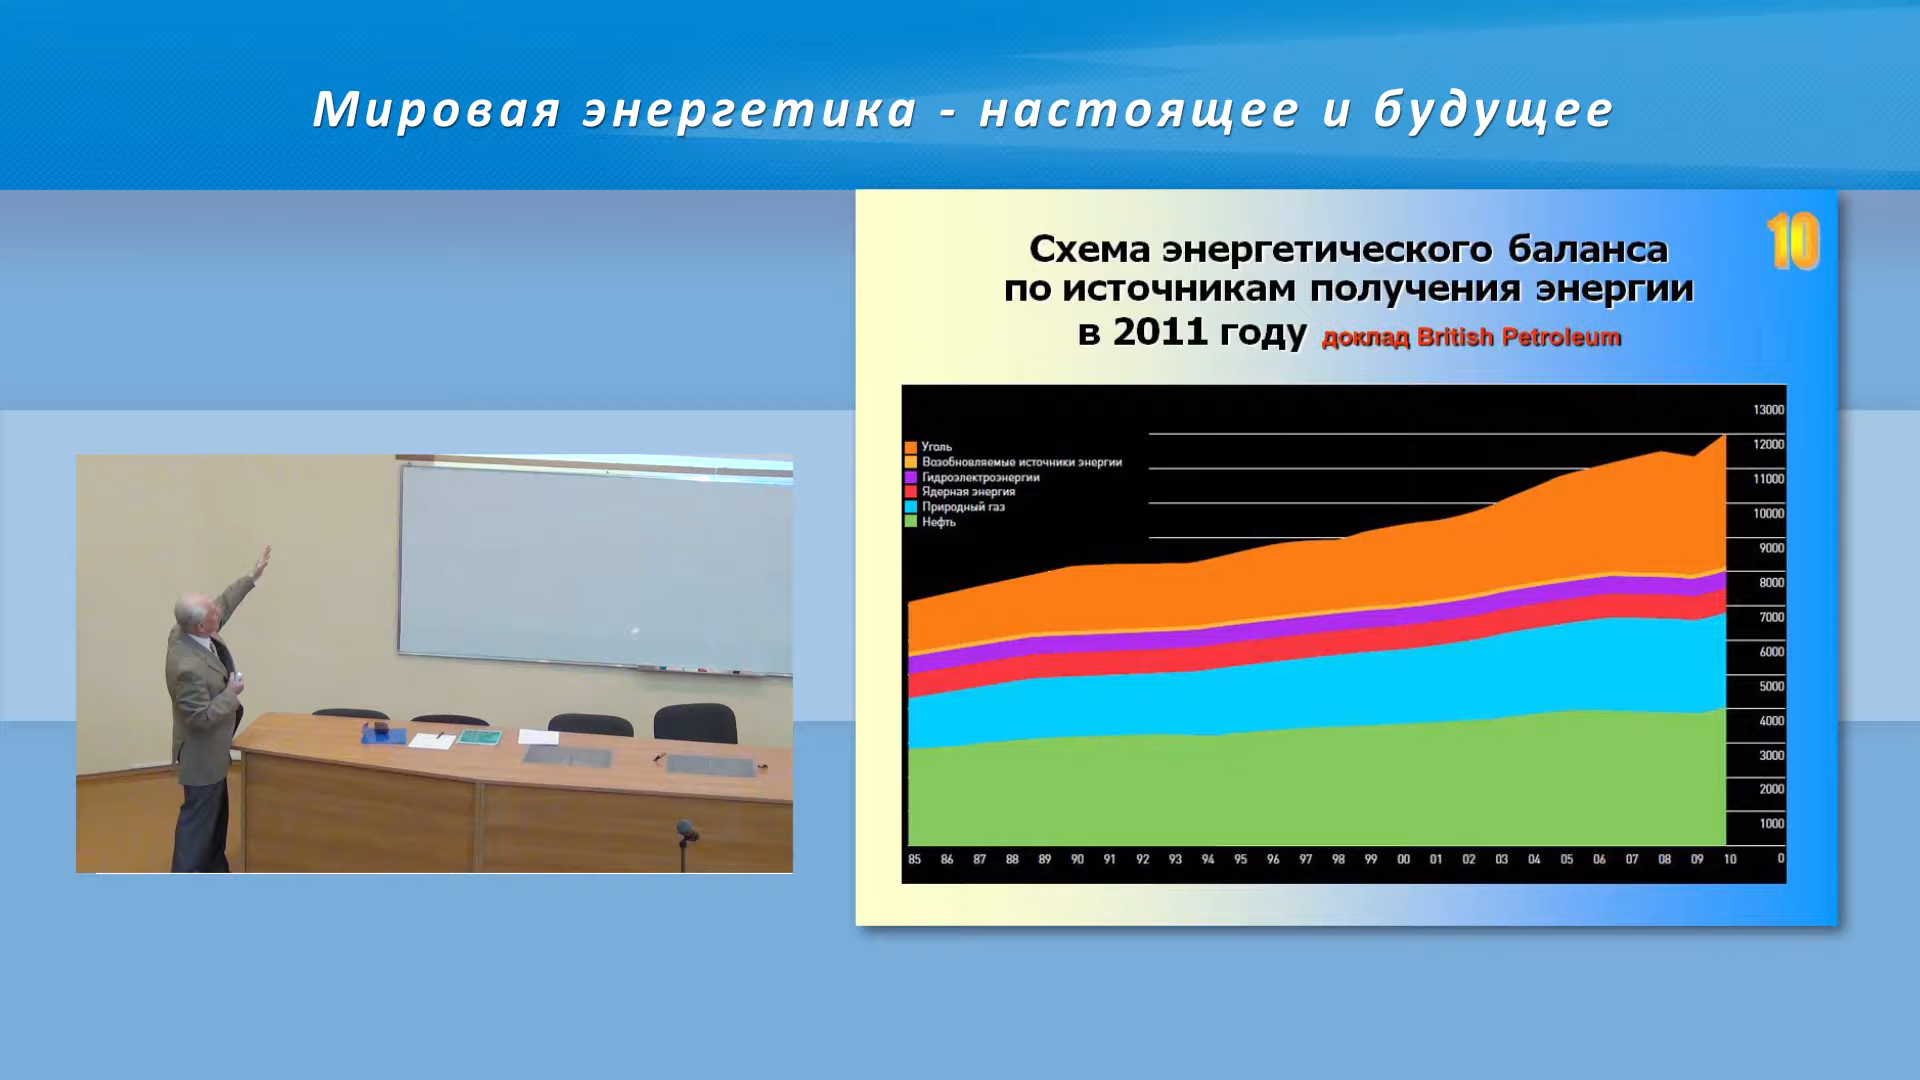 Мировая энергетика - настоящее и будущее
10
Схема энергетического баланса
по источникам получения энергии
в 2011 году доклад British Petroleum
Уголь
Возобновляемые источники энергии
Гидроэлектроэнергии
Ядерная энергия
Природный газ
Нефть
13000
12000
11000
10000
9000
8000
7000
6000
5000
4000
3000
2000
1000
0
85 86 87 88 89 90 91 92 93 94 95 96 97 98 99 00 01 02 03 04 05 06 07 08 09 10